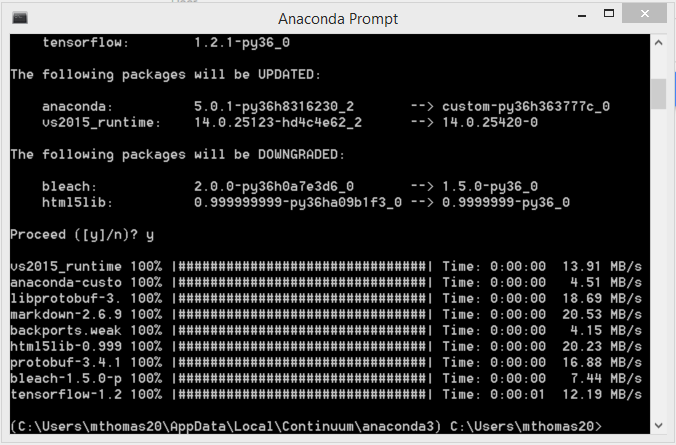 Anaconda Prompt
tensorflow: 1.2.1-py36_0
The following packages will be UPDATED:
anaconda: 5.0.1-py36h8316230_2 --> custom-py36h363777c_0
vs2015_runtime: 14.0.25123-hd4c4e62_2 --> 14.0.25420-0
The following packages will be DOWNGRADED:
bleach: 2.0.0-py36h0a7e3d6_0 --> 1.5.0-py36_0
html5lib: 0.999999999-py36ha09b1f3_0 --> 0.9999999-py36_0
Proceed ([y]/n)? y
vs2015_runtime 100% |###############################| Time: 0:00:00 13.91 MB/s
anaconda-custo 100% |###############################| Time: 0:00:00 4.51 MB/s
libprotobuf-3. 100% |###############################| Time: 0:00:00 18.69 MB/s
markdown-2.6.9 100% |###############################| Time: 0:00:00 20.53 MB/s
backports.weak 100% |###############################| Time: 0:00:00 4.15 MB/s
html5lib-0.999 100% |###############################| Time: 0:00:00 20.23 MB/s
protobuf-3.4.1 100% |###############################| Time: 0:00:00 16.88 MB/s
bleach-1.5.0-p 100% |###############################| Time: 0:00:00 7.44 MB/s
tensorflow-1.2 100% |###############################| Time: 0:00:01 12.19 MB/s
(C:\Users\mthomas20\AppData\Local\Continuum\anaconda3) C:\Users\mthomas20>